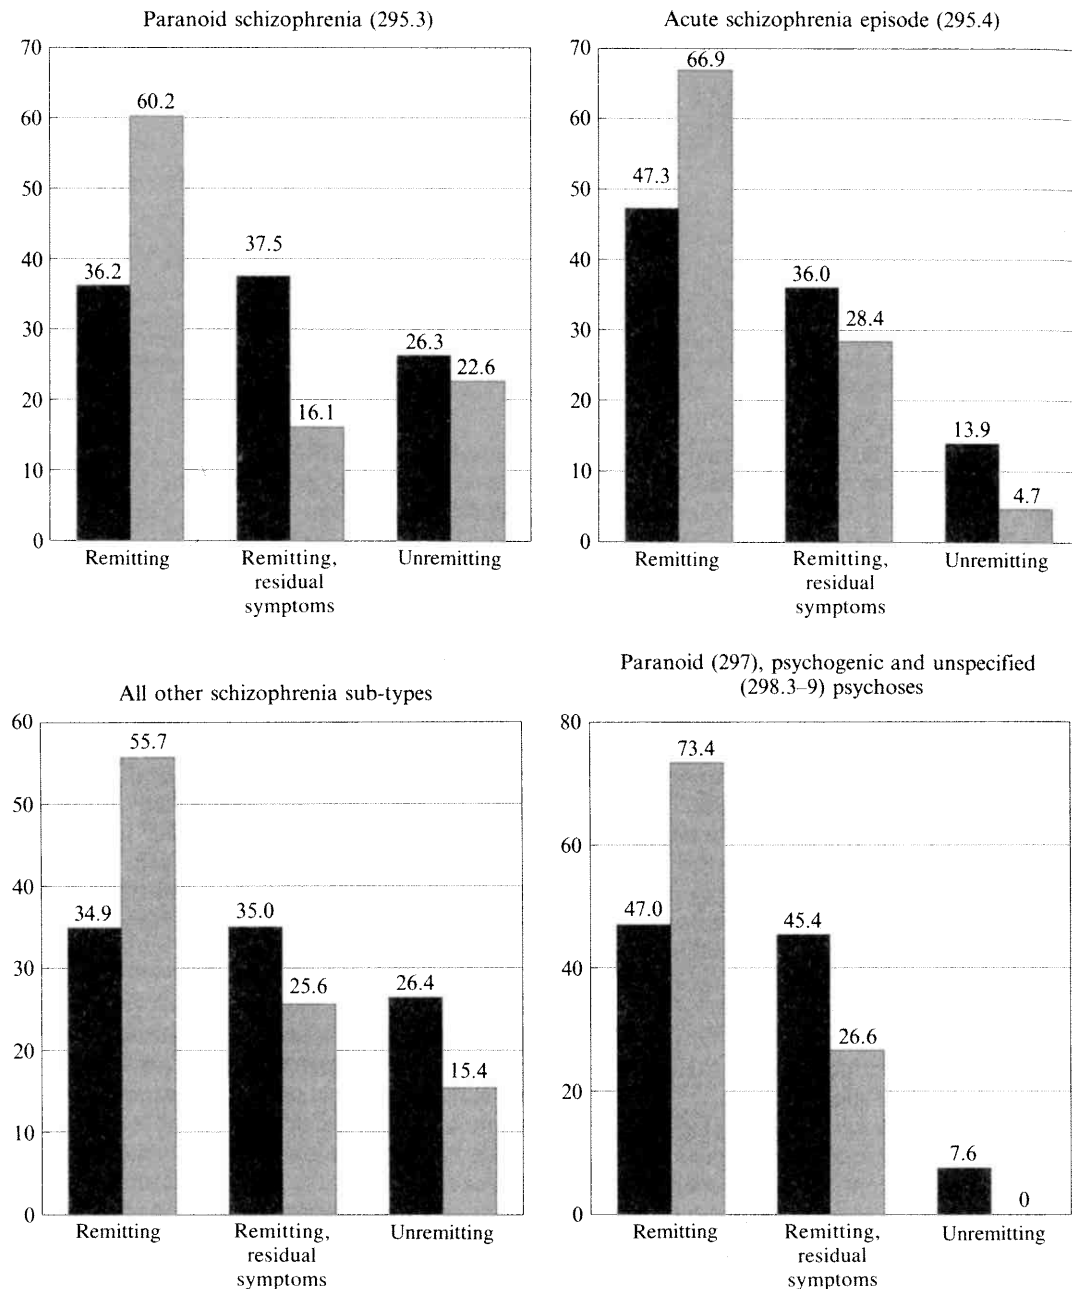 Paranoid schizophrenia (295.3)
70
60
50
40
30
20
10
0
36.2
60.2
37.5
16.1
26.3
22.6
Remitting
Remitting,
residual
symptoms
Unremitting
Acute schizophrenia episode (295.4)
70
60
50
40
30
20
10
0
47.3
66.9
36.0
28.4
13.9
4.7
Remitting
Remitting,
residual
symptoms
Unremitting
All other schizophrenia sub-types
60
50
40
30
20
10
0
34.9
55.7
35.0
25.6
26.4
15.4
Remitting
Remitting,
residual
symptoms
Unremitting
Paranoid (297), psychogenic and unspecified
(298.3–9) psychoses
80
60
40
20
0
47.0
73.4
45.4
26.6
7.6
0
Remitting
Remitting,
residual
symptoms
Unremitting